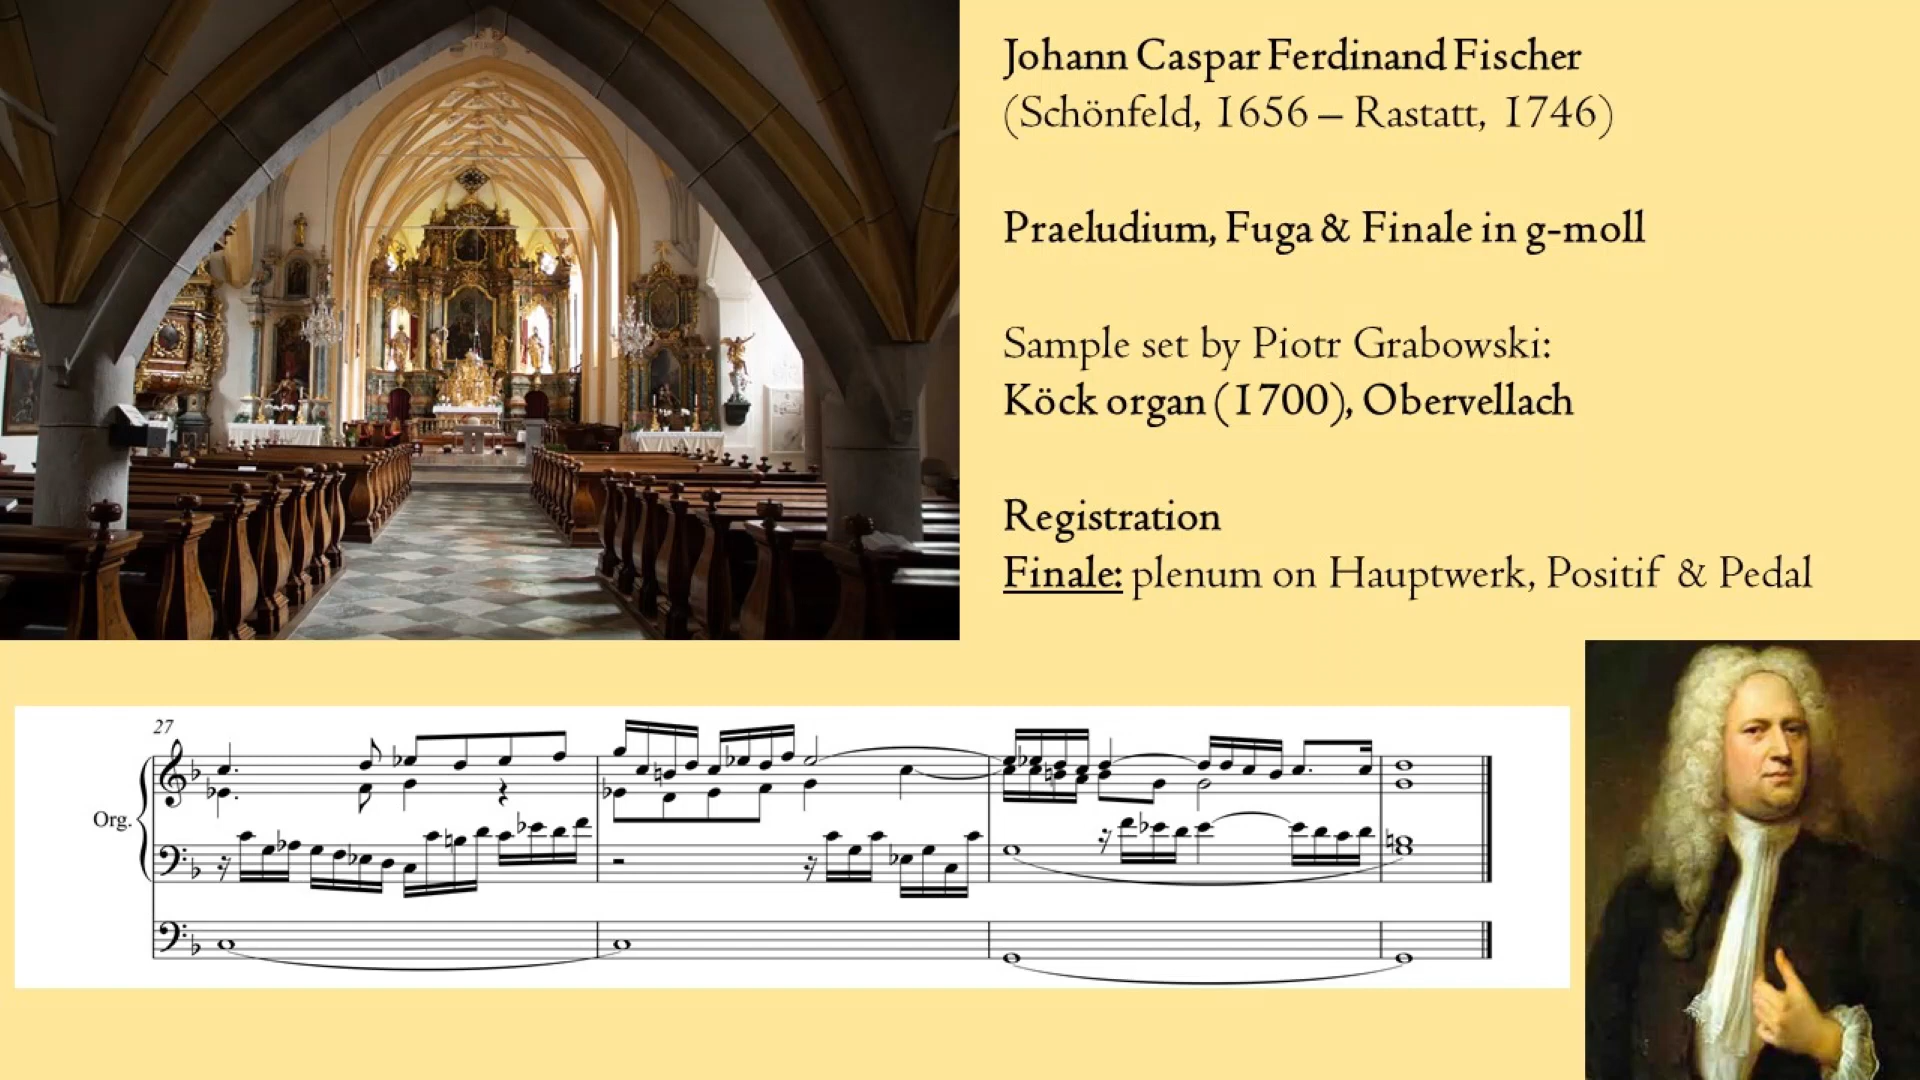 Johann Caspar Ferdinand Fischer
(Schönfeld, 1656 – Rastatt, 1746)
Praeludium, Fuga & Finale in g-moll
Sample set by Piotr Grabowski:
Köck organ (1700), Obervellach
Registration
Finale: plenum on Hauptwerk, Positif & Pedal
27
Org.